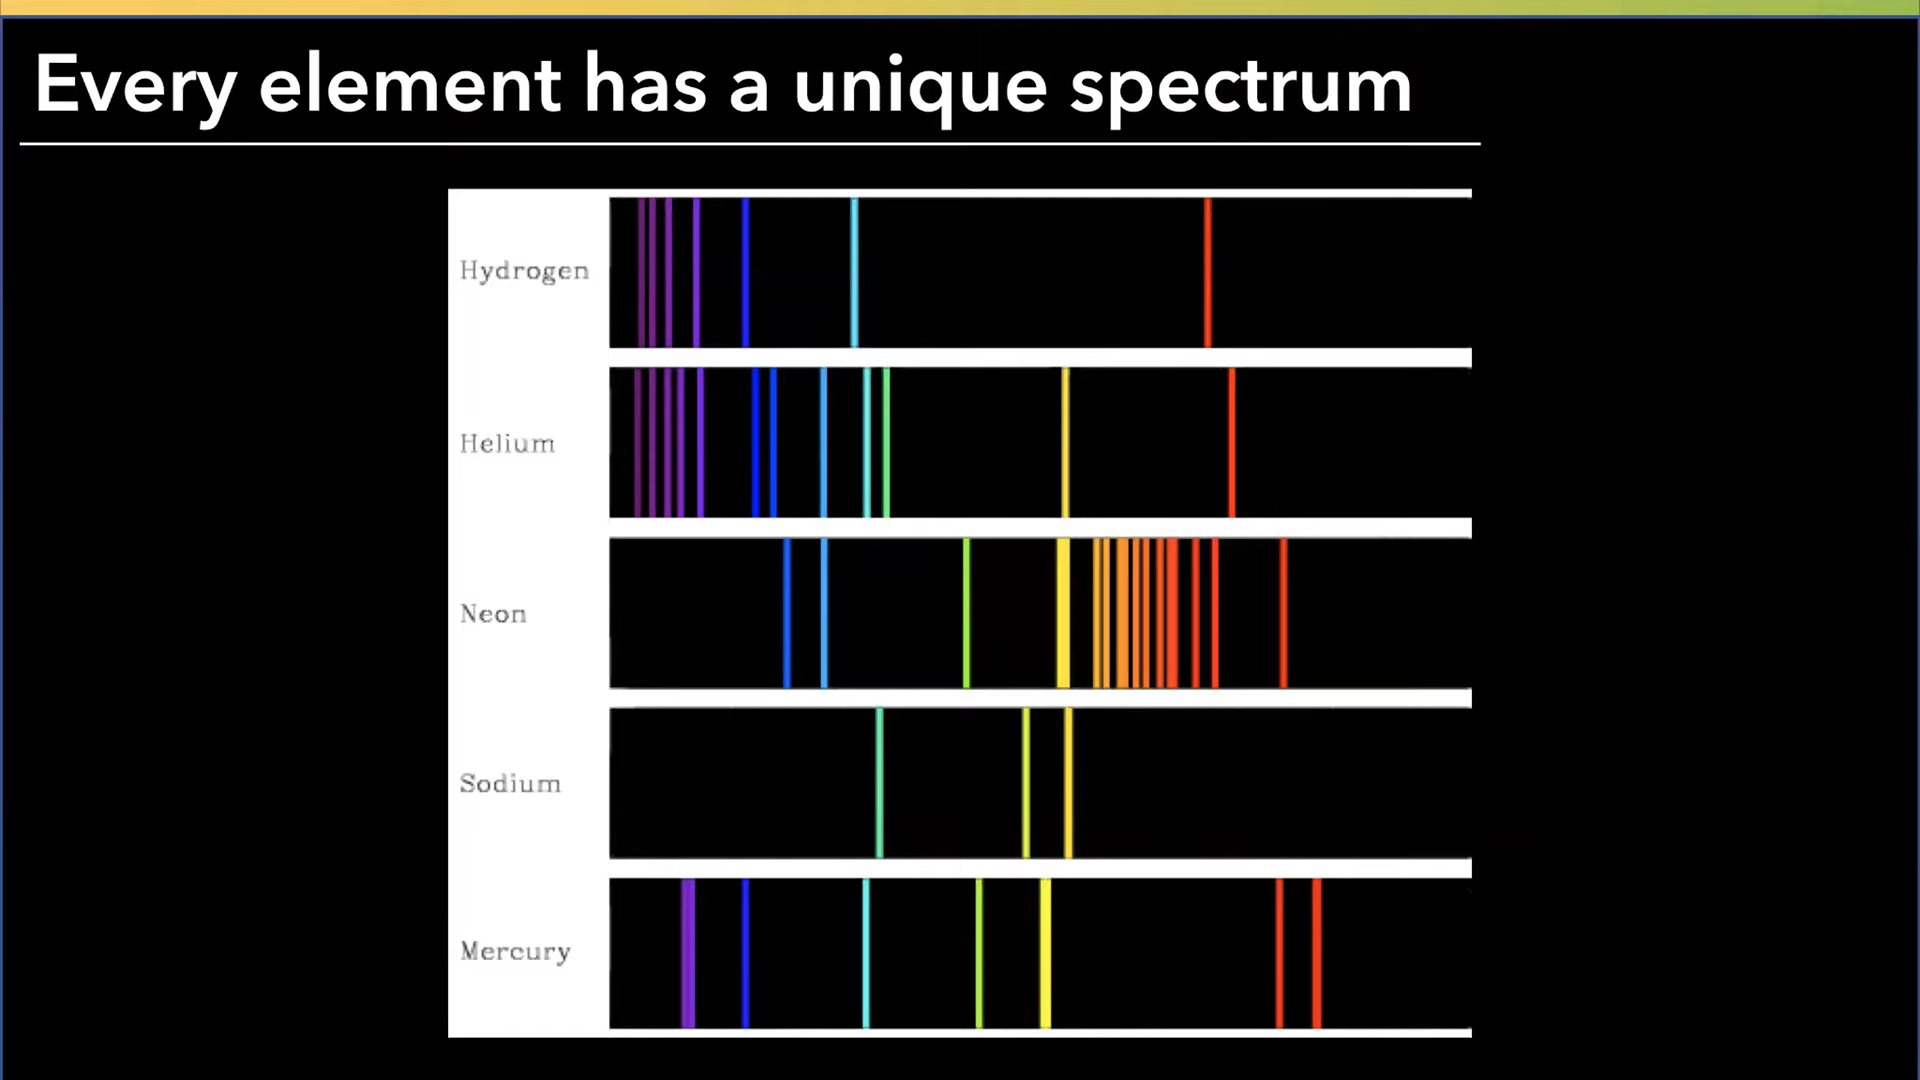 Every element has a unique spectrum
Hydrogen
Helium
Neon
Sodium
Mercury